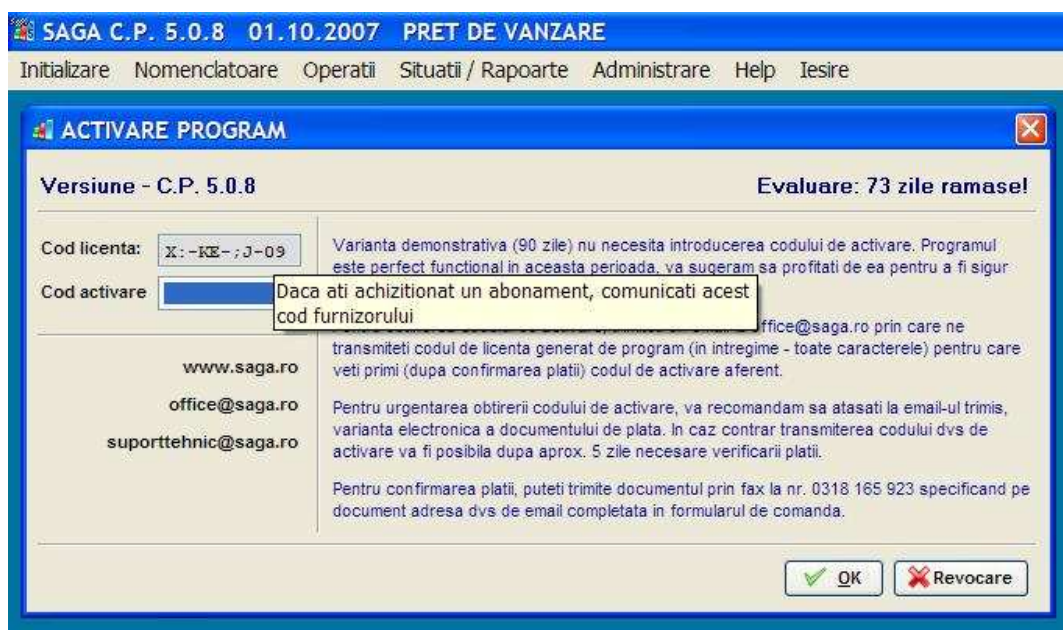 SAGA C.P. 5.0.8 01.10.2007 PRET DE VANZARE
Initializare Nomenclatoare Operatii Situatii / Rapoarte Administrare Help Iesire
ACTIVARE PROGRAM
Versiune - C.P. 5.0.8
Evaluare: 73 zile ramase!
Cod licenta: X:-KE-;J-09
Cod activare
Daca ati achizitionat un abonament, comunicati acest
cod furnizorului
www.saga.ro
office@saga.ro
suporttehnic@saga.ro
Varianta demonstrativa (90 zile) nu necesita introducerea codului de activare. Programul
este perfect functional in aceasta perioada, va sugeram sa profitati de ea pentru a fi sigur
office@saga.ro prin care ne
transmiteti codul de licenta generat de program (in intregime - toate caracterele) pentru care
veti primi (dupa confirmarea platii) codul de activare aferent.
Pentru urgentarea obtinerii codului de activare, va recomandam sa atasati la email-ul trimis,
varianta electronica a documentului de plata. In caz contrar transmiterea codului dvs de
activare va fi posibila dupa aprox. 5 zile necesare verificarii platii.
Pentru confirmarea platii, puteti trimite documentul prin fax la nr. 0318 165 923 specificand pe
document adresa dvs de email completata in formularul de comanda.
OK
Revocare